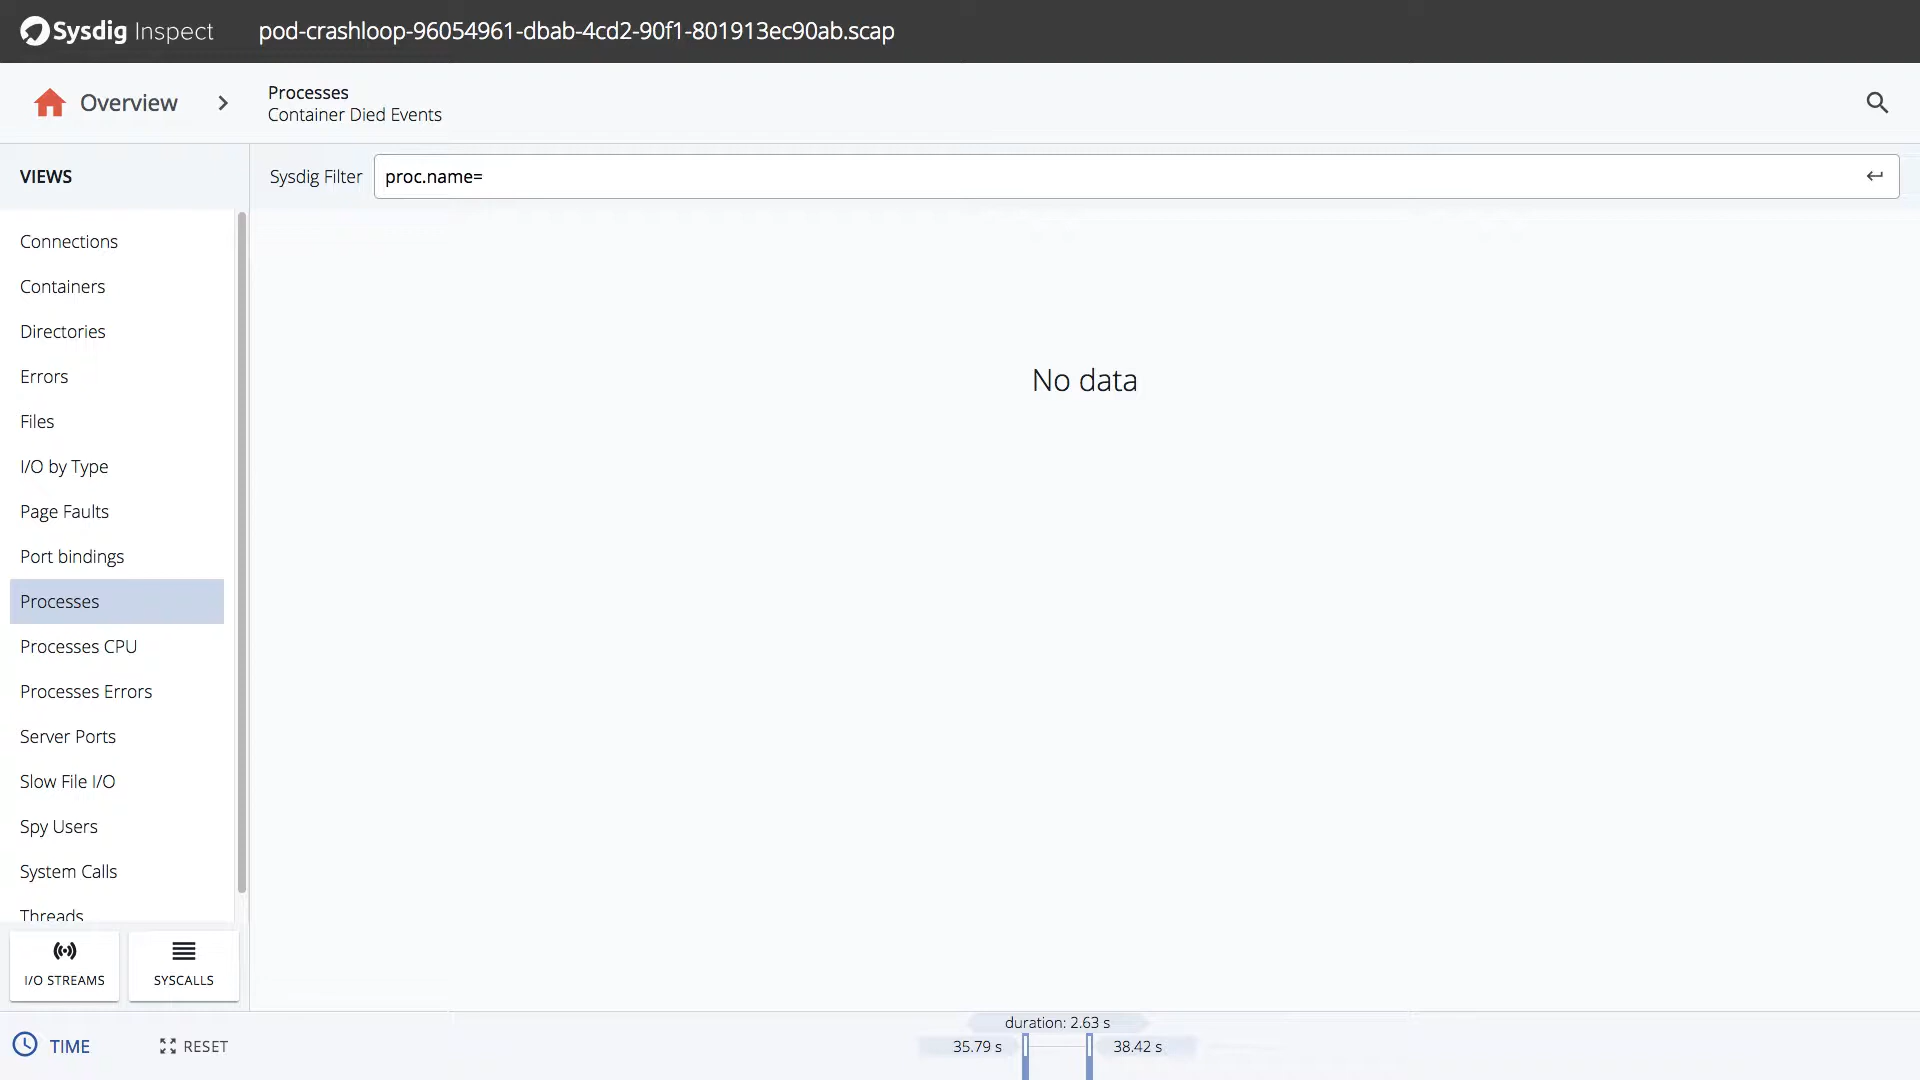 Sysdig Inspect
pod-crashloop-96054961-dbab-4cd2-90f1-801913ec90ab.scap
Overview
Processes
Container Died Events
VIEWS
Sysdig Filter
proc.name=
Connections
Containers
Directories
Errors
Files
I/O by Type
Page Faults
Port bindings
Processes
Processes CPU
Processes Errors
Server Ports
Slow File I/O
Spy Users
System Calls
Threads
No data
I/O STREAMS
SYSCALLS
TIME
RESET
duration: 2.63 s
35.79 s
38.42 s